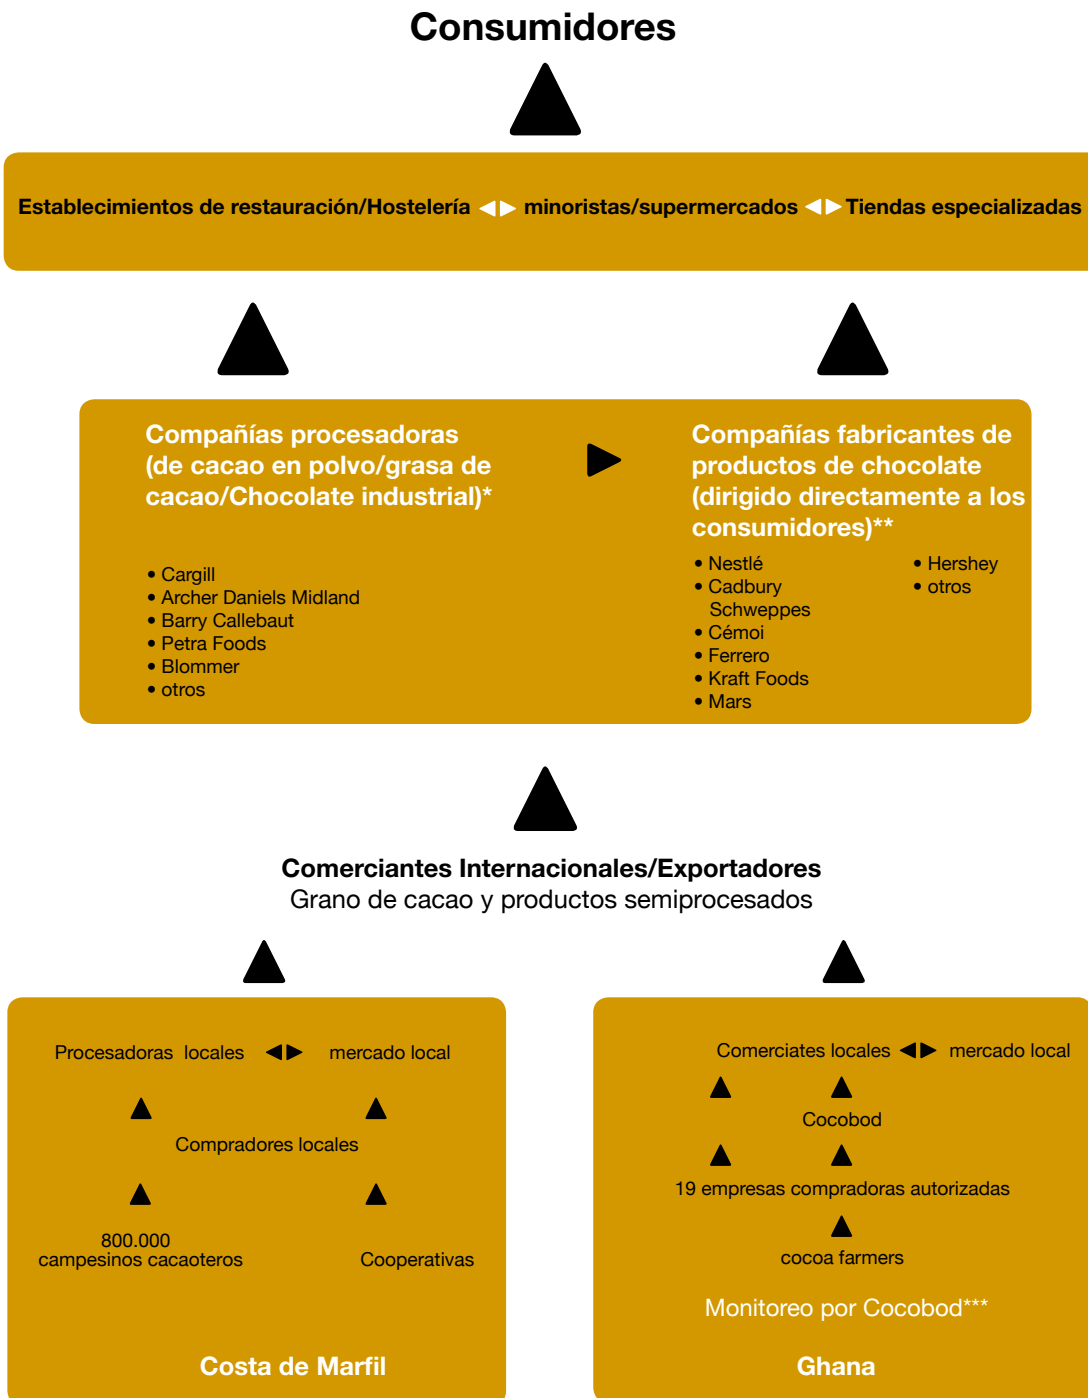 Consumidores
Establecimientos de restauración/Hostelería minoristas/supermercados Tiendas especializadas
Compañías procesadoras
(de cacao en polvo/grasa de
cacao/Chocolate industrial)*
• Cargill
• Archer Daniels Midland
• Barry Callebaut
• Petra Foods
• Blommer
• otros
Compañías fabricantes de
productos de chocolate
(dirigido directamente a los
consumidores)**
• Nestlé
• Cadbury
Schweppes
• Cémoi
• Ferrero
• Kraft Foods
• Mars
• Hershey
• otros
Comerciantes Internacionales/Exportadores
Grano de cacao y productos semiprocesados
Procesadoras locales mercado local
Compradores locales
800.000
campesinos cacaoteros
Cooperativas
Costa de Marfil
Comerciates locales mercado local
Cocobod
19 empresas compradoras autorizadas
cocoa farmers
Monitoreo por Cocobod***
Ghana